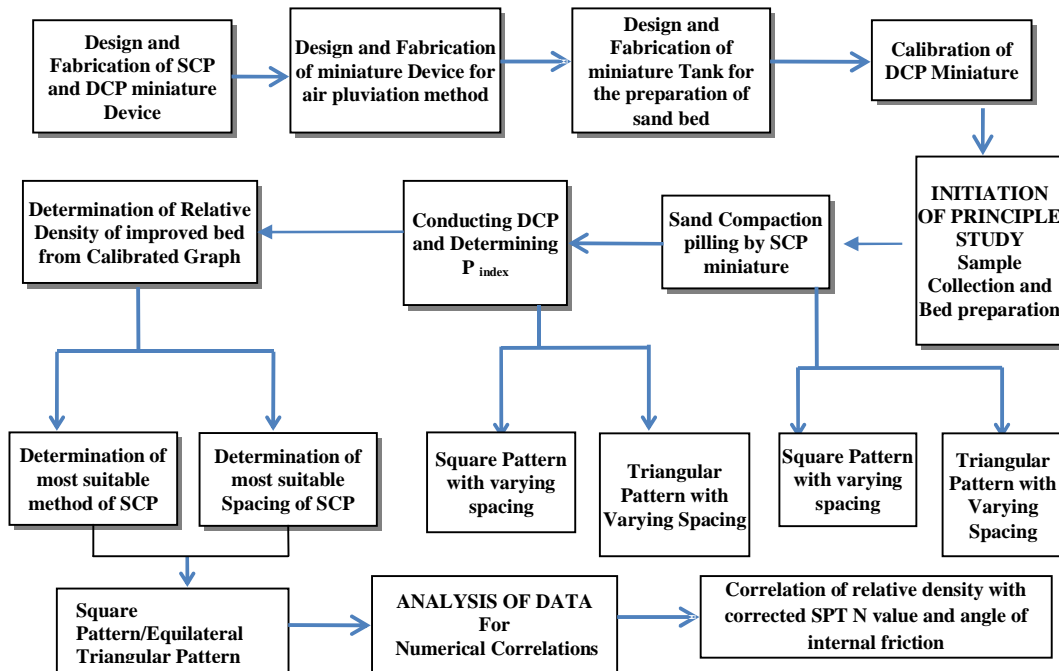 Design and
Fabrication of SCP
and DCP miniature
Device
Design and Fabrication
of miniature Device for
air pluviation method
Design and
Fabrication of
miniature Tank for
the preparation of
sand bed
Calibration of
DCP Miniature
INITIATION
OF PRINCIPLE
STUDY
Sample
Collection and
Bed preparation
Sand Compaction
pilling by SCP
miniature
Conducting DCP
and Determining
P index
Determination of Relative
Density of improved bed
from Calibrated Graph
Determination of
most suitable
method of SCP
Determination of
most suitable
Spacing of SCP
Square Pattern
with varying
spacing
Triangular
Pattern with
Varying Spacing
Square Pattern
with varying
spacing
Triangular
Pattern with
Varying
Spacing
Square
Pattern/Equilateral
Triangular Pattern
ANALYSIS OF DATA
For
Numerical Correlations
Correlation of relative density with
corrected SPT N value and angle of
internal friction